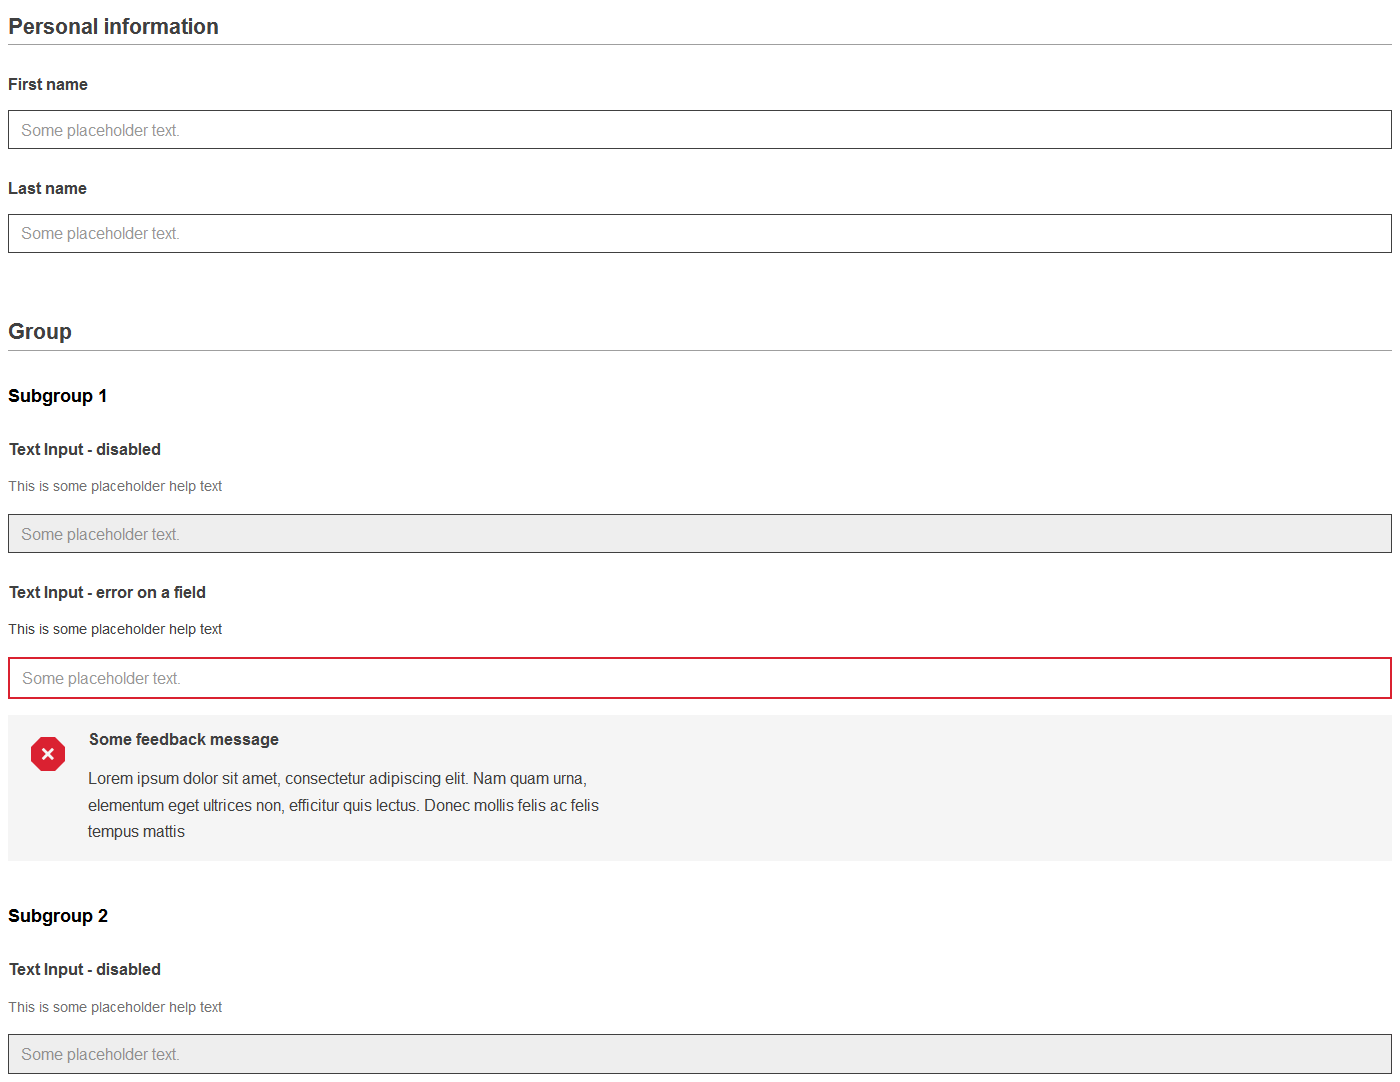 Personal information
First name
Some placeholder text.
Last name
Some placeholder text.
Group
Subgroup 1
Text Input - disabled
This is some placeholder help text
Some placeholder text.
Text Input - error on a field
This is some placeholder help text
Some placeholder text.
Some feedback message
Lorem ipsum dolor sit amet, consectetur adipiscing elit. Nam quam urna,
elementum eget ultrices non, efficitur quis lectus. Donec mollis felis ac felis
tempus mattis
Subgroup 2
Text Input - disabled
This is some placeholder help text
Some placeholder text.